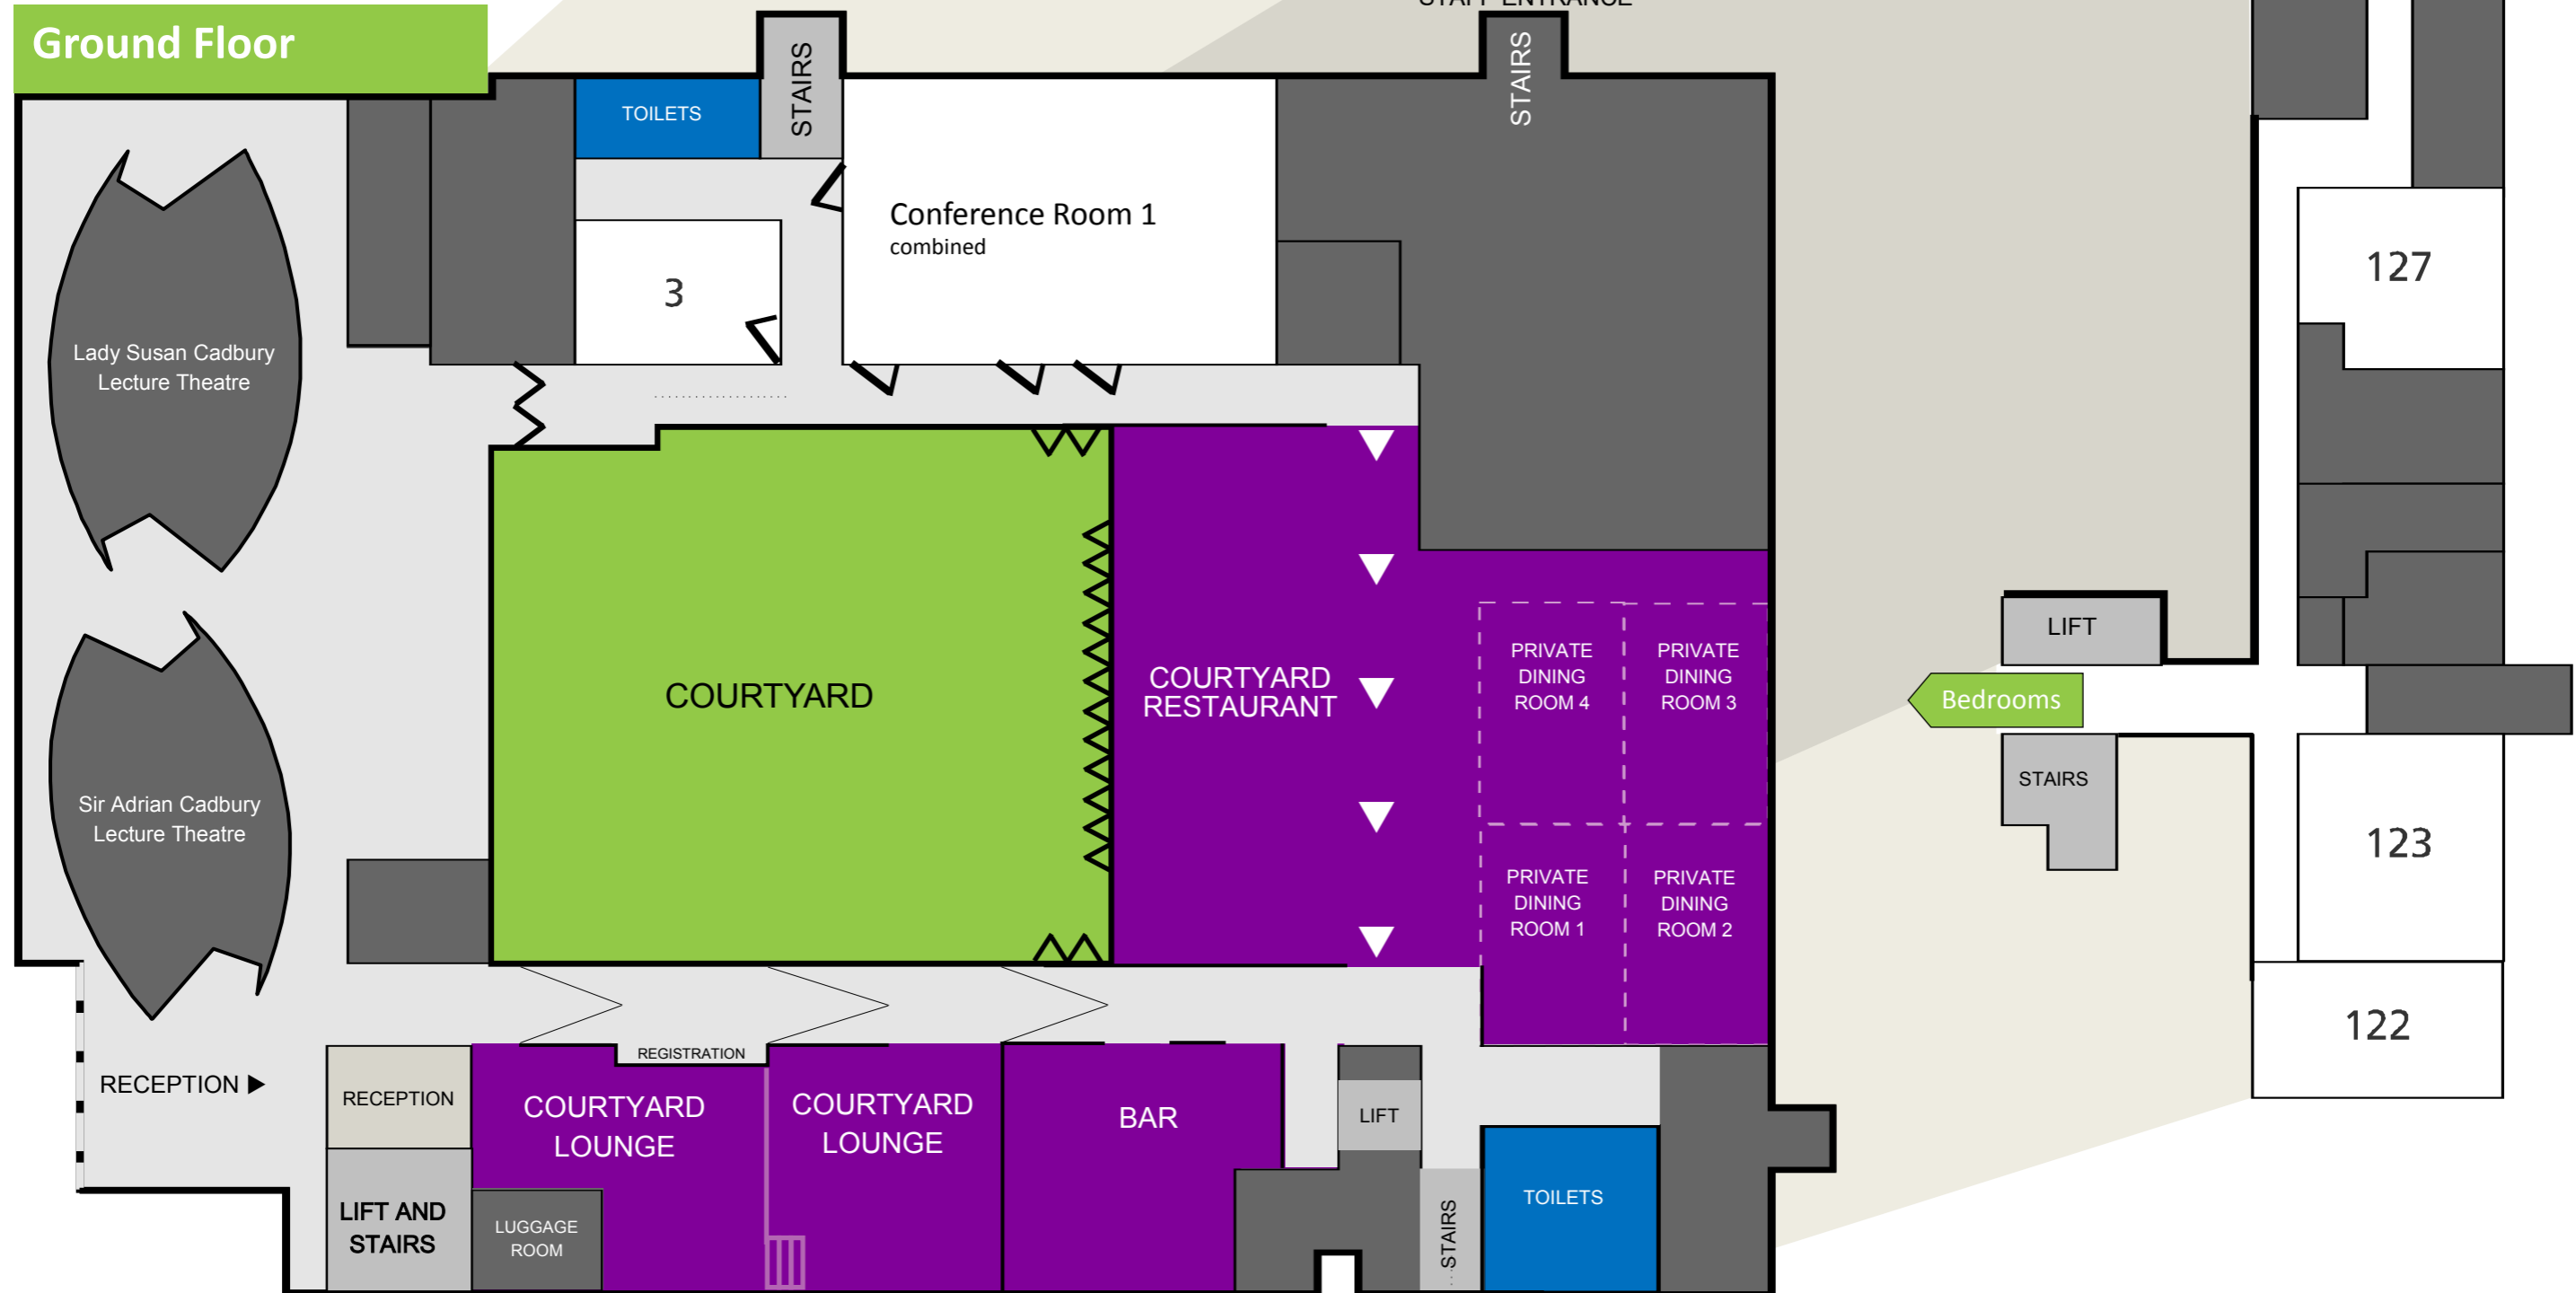 STAFF ENTRANCE
Ground Floor
STAIRS
STAIRS
TOILETS
Conference Room 1
combined
3
127
Lady Susan Cadbury
Lecture Theatre
LIFT
COURTYARD
COURTYARD
RESTAURANT
PRIVATE
DINING
ROOM 4
PRIVATE
DINING
ROOM 3
Bedrooms
STAIRS
Sir Adrian Cadbury
Lecture Theatre
123
PRIVATE
DINING
ROOM 1
PRIVATE
DINING
ROOM 2
122
REGISTRATION
RECEPTION ▶
RECEPTION
COURTYARD
LOUNGE
COURTYARD
LOUNGE
BAR
LIFT
LIFT AND
STAIRS
LUGGAGE
ROOM
STAIRS
TOILETS